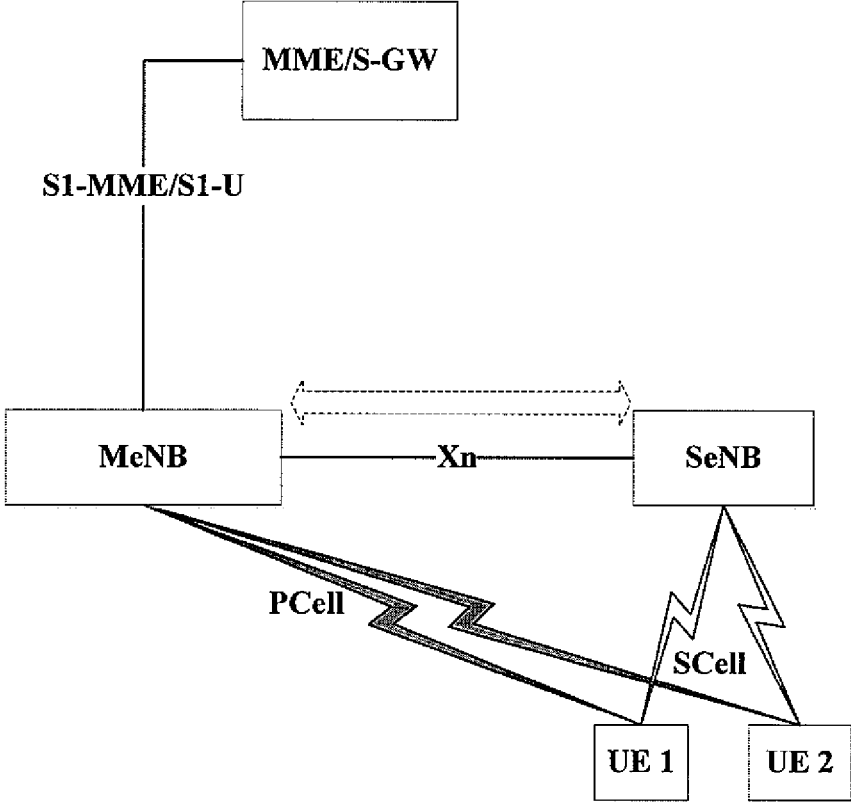 MME/S-GW
S1-MME/S1-U
MeNB
Xn
SeNB
PCell
SCell
UE 1
UE 2